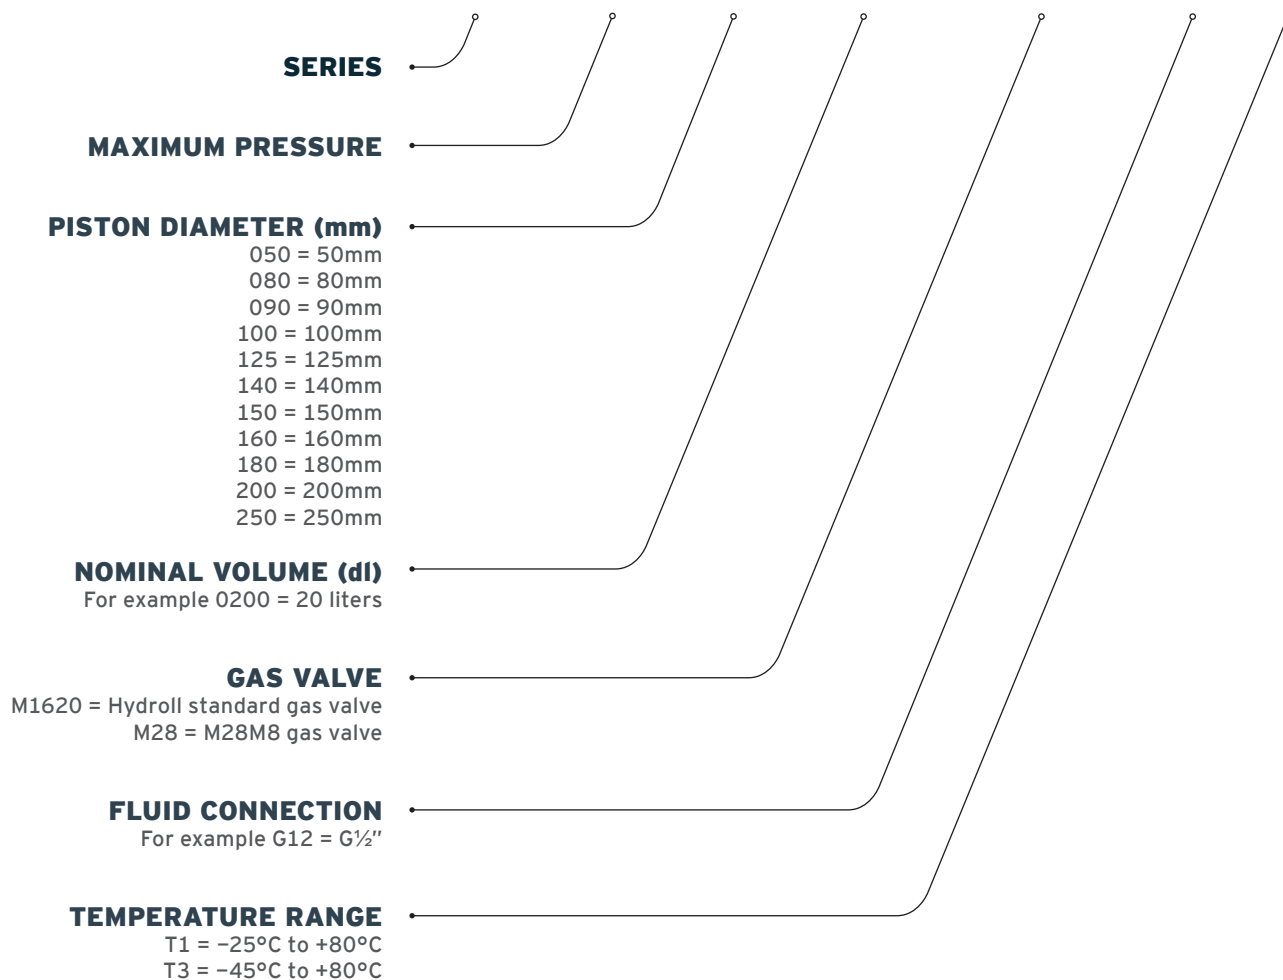 SERIES
MAXIMUM PRESSURE
PISTON DIAMETER (mm)
050 = 50mm
080 = 80mm
090 = 90mm
100 = 100mm
125 = 125mm
140 = 140mm
150 = 150mm
160 = 160mm
180 = 180mm
200 = 200mm
250 = 250mm
NOMINAL VOLUME (dl)
For example 0200 = 20 liters
GAS VALVE
M1620 = Hydroll standard gas valve
M28 = M28M8 gas valve
FLUID CONNECTION
For example G12 = G½”
TEMPERATURE RANGE
T1 = −25°C to +80°C
T3 = −45°C to +80°C